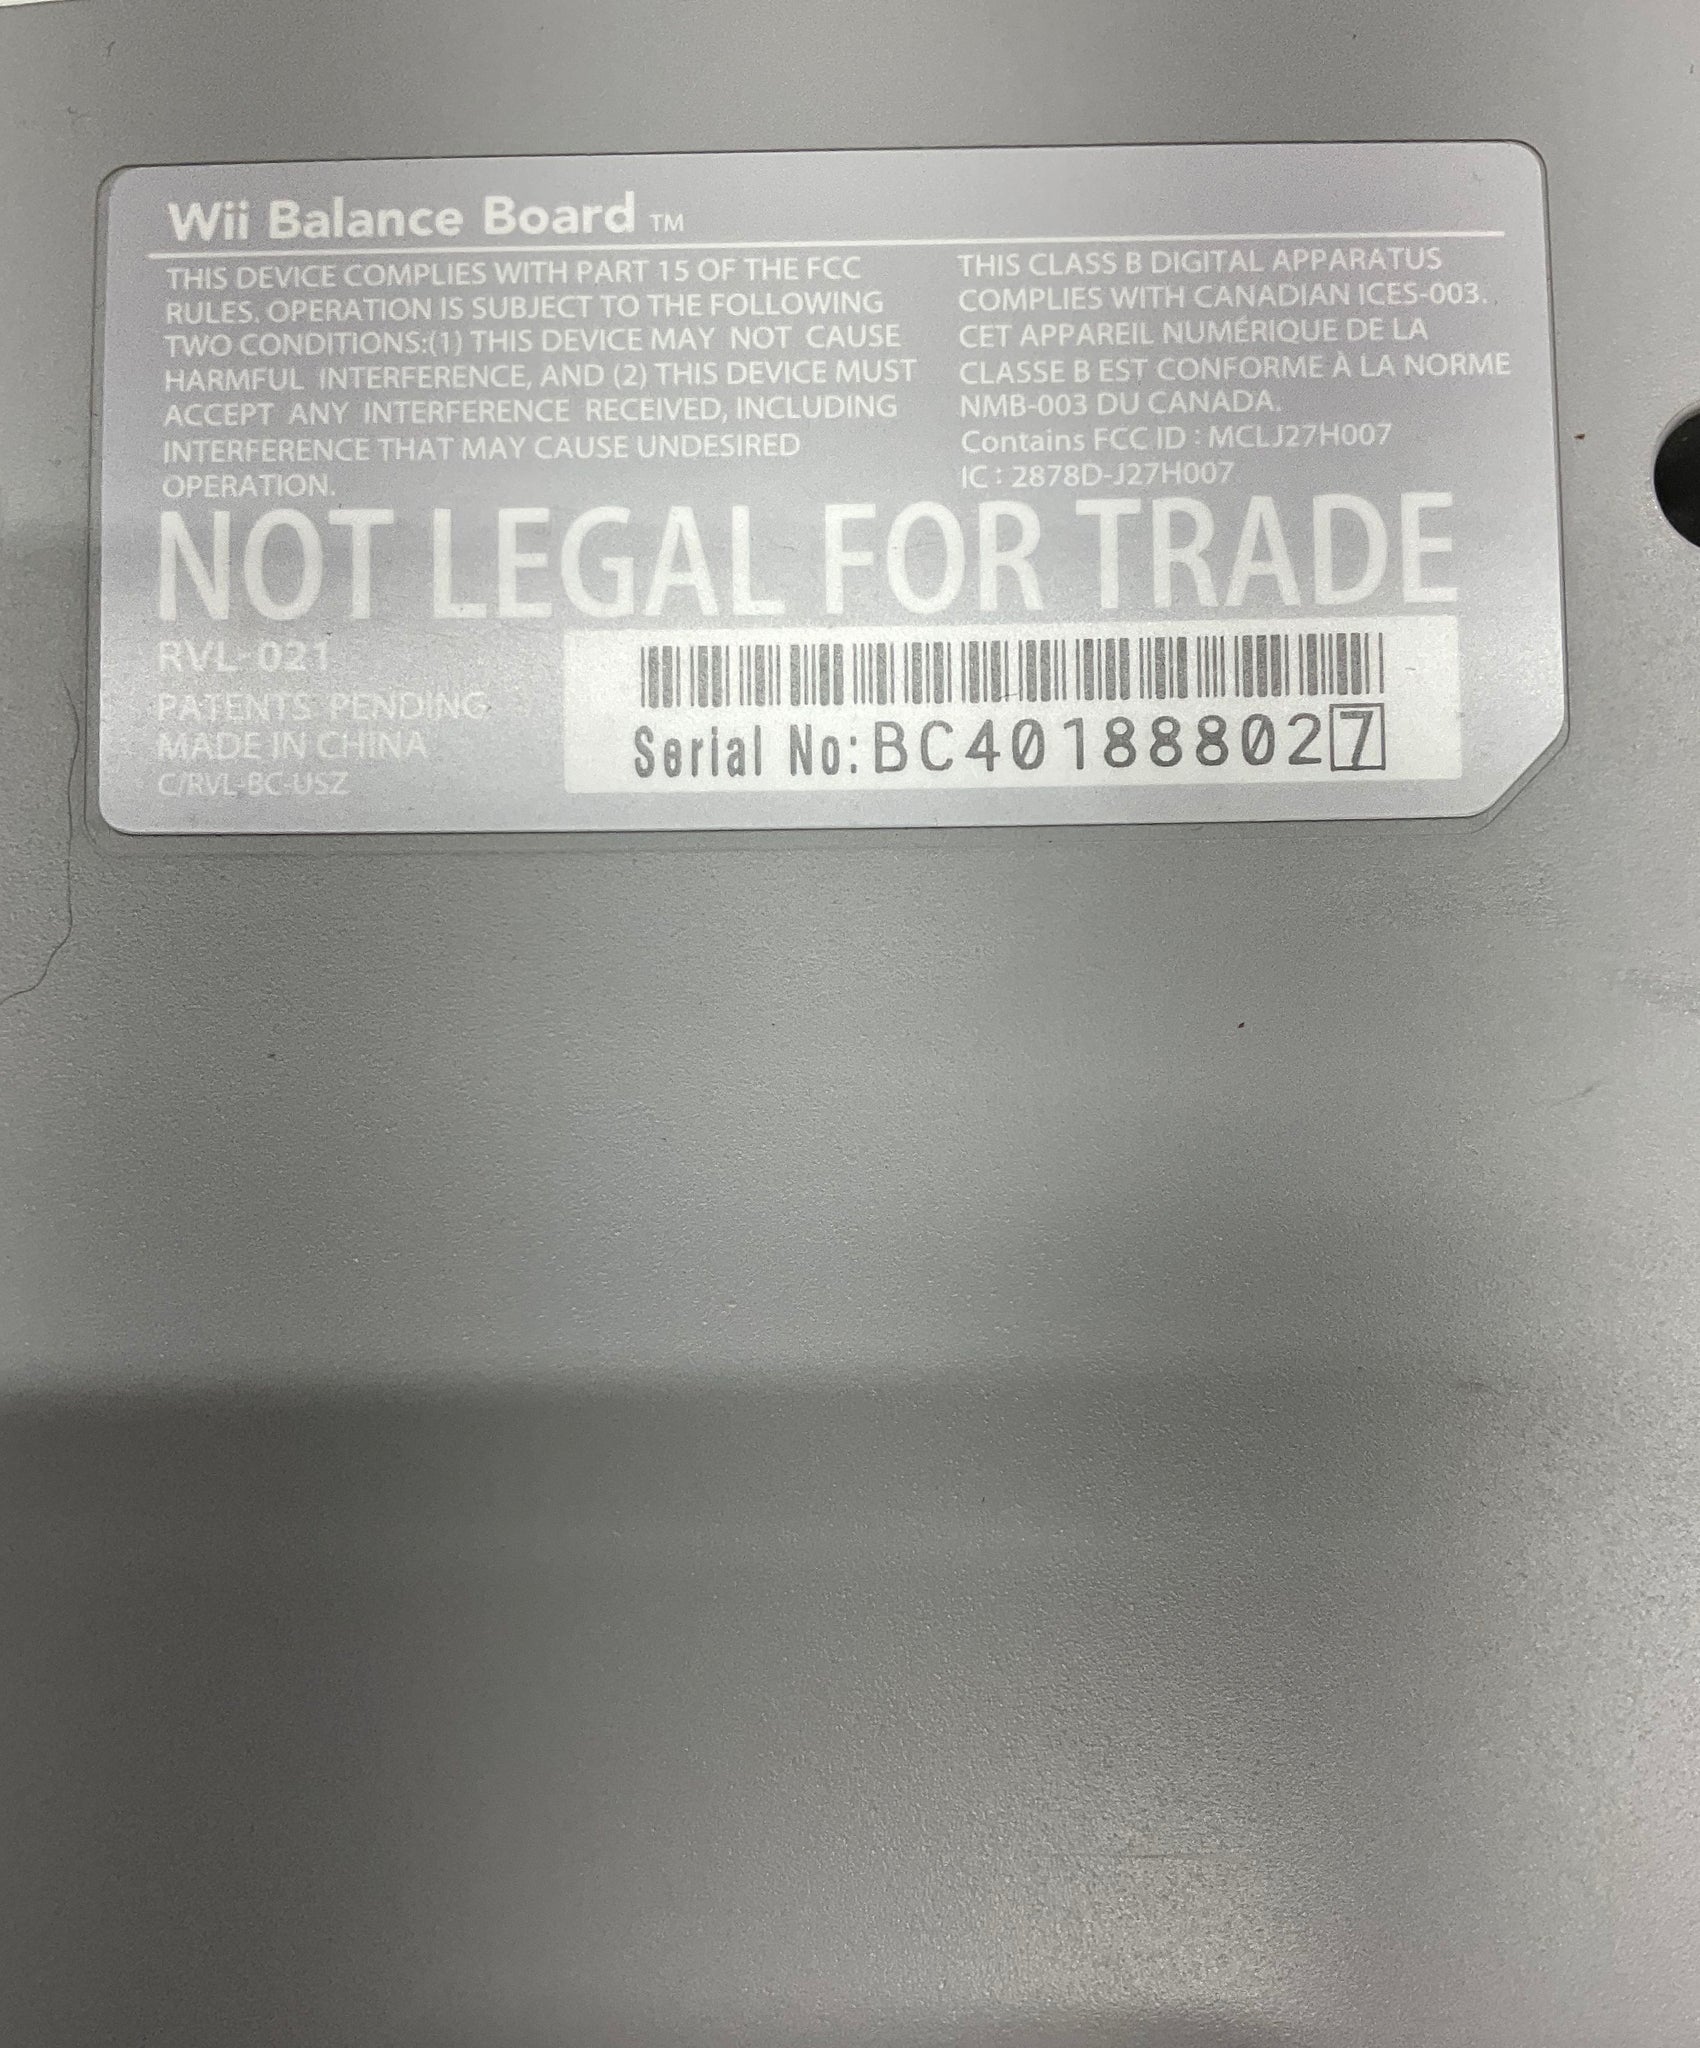 Wii Balance Board ™
THIS DEVICE COMPLIES WITH PART 15 OF THE FCC
RULES. OPERATION IS SUBJECT TO THE FOLLOWING
TWO CONDITIONS:(1) THIS DEVICE MAY NOT CAUSE
HARMFUL INTERFERENCE, AND (2) THIS DEVICE MUST
ACCEPT ANY INTERFERENCE RECEIVED, INCLUDING
INTERFERENCE THAT MAY CAUSE UNDESIRED
OPERATION.
THIS CLASS B DIGITAL APPARATUS
COMPLIES WITH CANADIAN ICES-003.
CET APPAREIL NUMÉRIQUE DE LA
CLASSE B EST CONFORME À LA NORME
NMB-003 DU CANADA.
Contains FCC ID : MCLJ27H007
IC : 2878D-J27H007
NOT LEGAL FOR TRADE
RVL-021
PATENTS PENDING
MADE IN CHINA
C/RVL-BC-USZ
Serial No: BC401888027